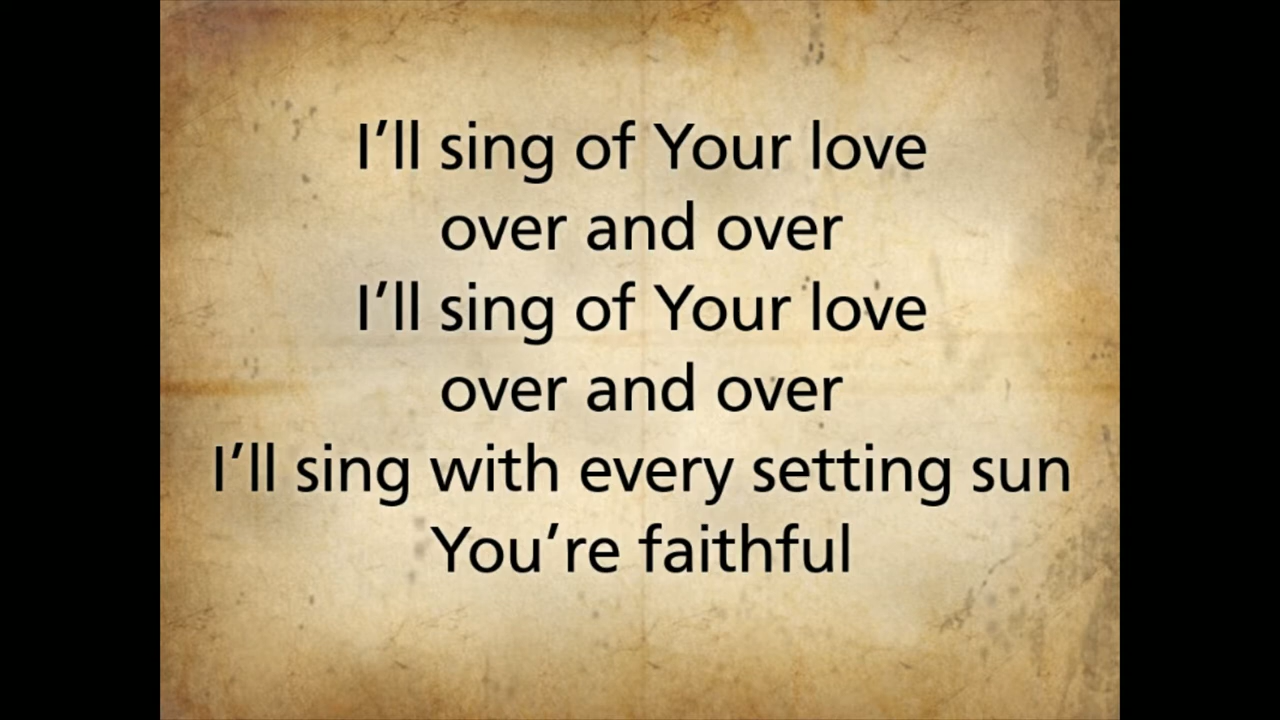 I’ll sing of Your love
over and over
I’ll sing of Your love
over and over
I’ll sing with every setting sun
You’re faithful